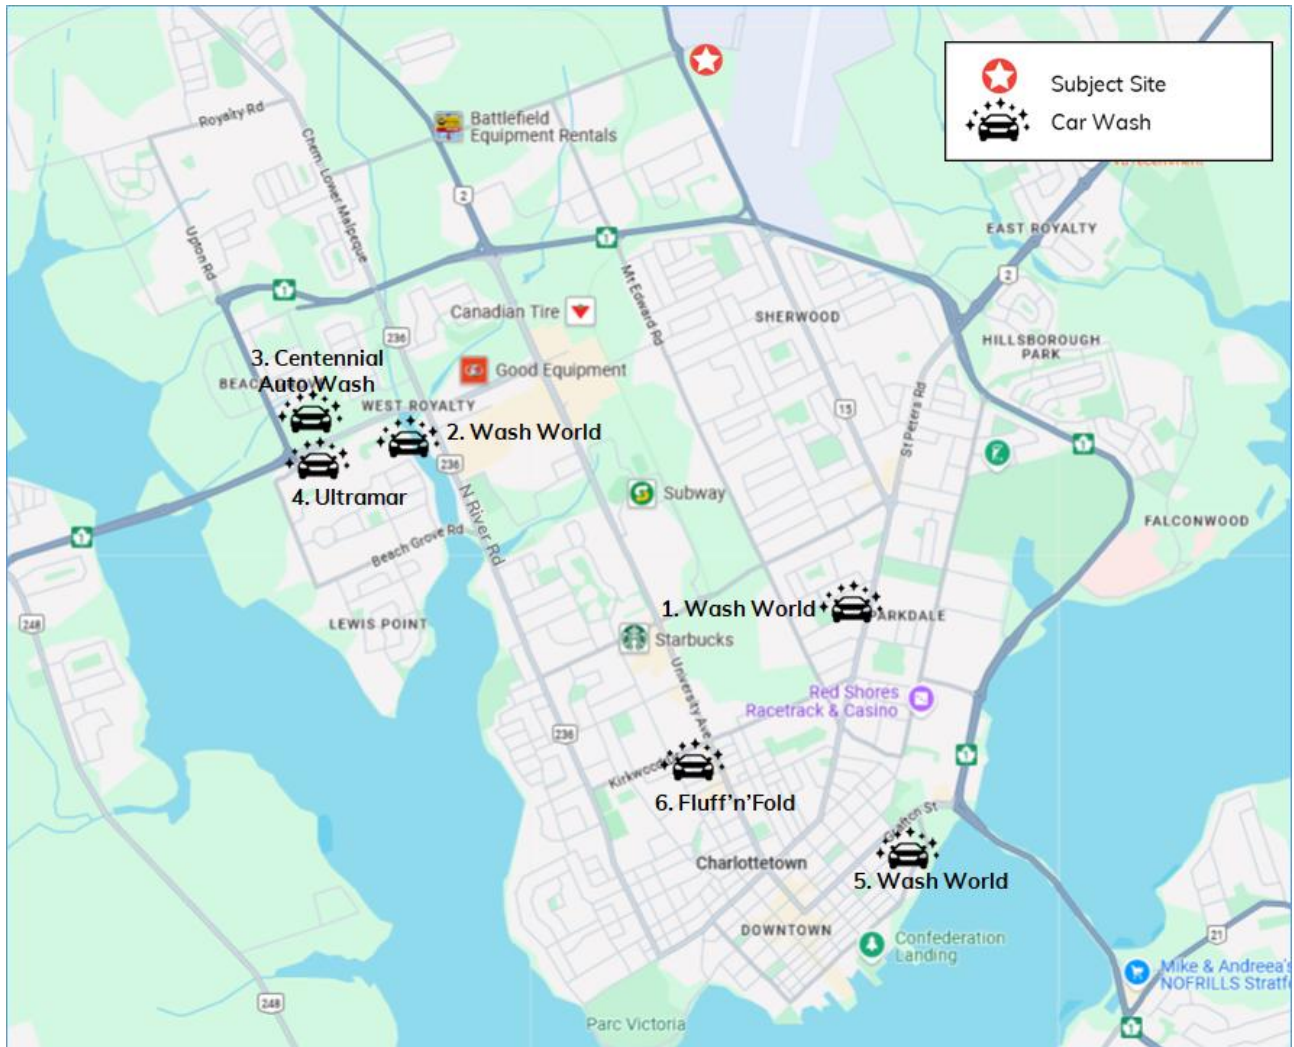 Subject Site
Car Wash
Battlefield
Equipment Rentals
Royalty Rd
Chem. Lower Malpeque
2
Upton Rd
1
EAST ROYALTY
2
1
Mt Edward Rd
Canadian Tire
SHERWOOD
236
HILLSBOROUGH
PARK
3. Centennial
Auto Wash
Good Equipment
WEST ROYALTY
15
St Peters Rd
2. Wash World
1
236
4. Ultramar
Subway
N River Rd
FALCONWOOD
1
Beach Grove Rd
248
LEWIS POINT
1. Wash World
PARKDALE
Starbucks
University Ave
Red Shores
Racetrack & Casino
236
1
Kirkwood
6. Fluff'n'Fold
Grafton St
Charlottetown
5. Wash World
DOWNTOWN
Confederation
Landing
21
Mike & Andreea's
NOFRILLS Stratf
248
Parc Victoria
1